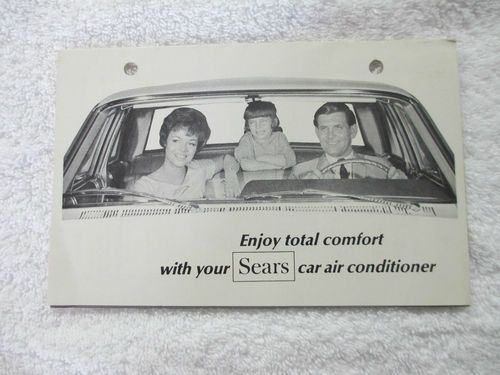 Enjoy total comfort
with your Sears car air conditioner